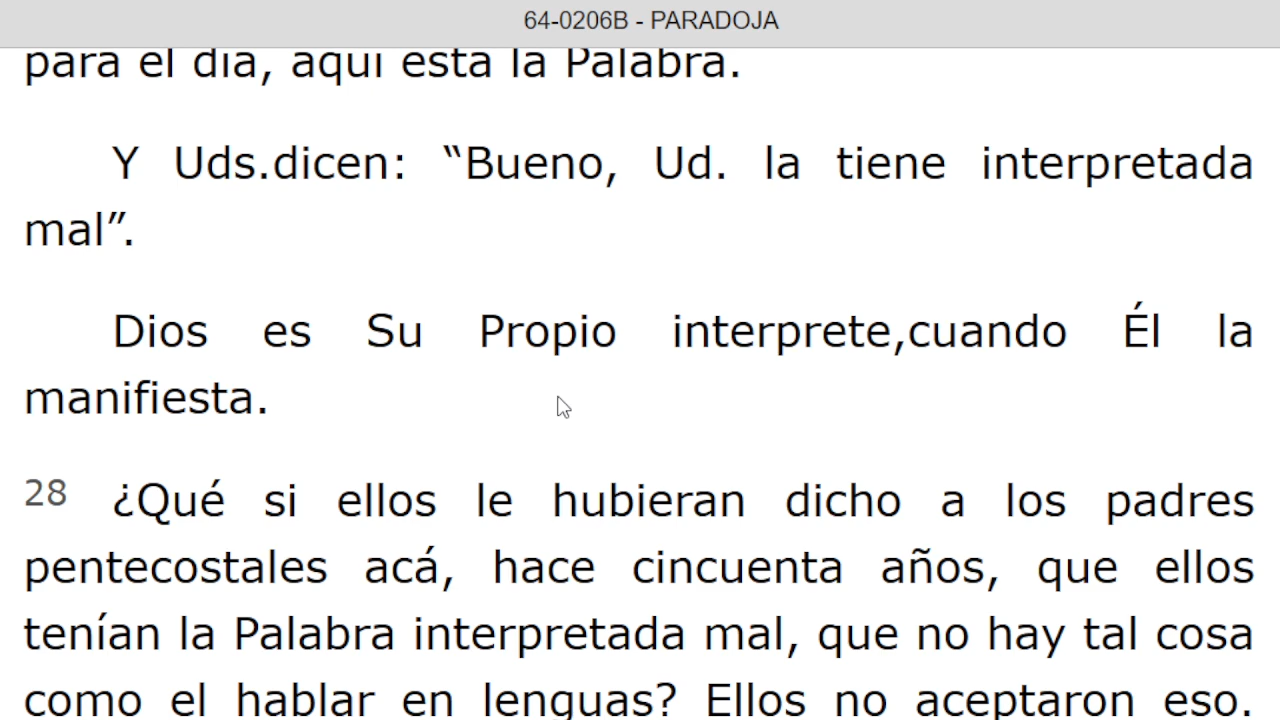 64-0206B - PARADOJA
para el día, aquí está la Palabra.
Y Uds.dicen: “Bueno, Ud. la tiene interpretada
mal”.
Dios es Su Propio interprete,cuando Él la
manifiesta.
28 ¿Qué si ellos le hubieran dicho a los padres
pentecostales acá, hace cincuenta años, que ellos
tenían la Palabra interpretada mal, que no hay tal cosa
como el hablar en lenguas? Ellos no aceptaron eso.